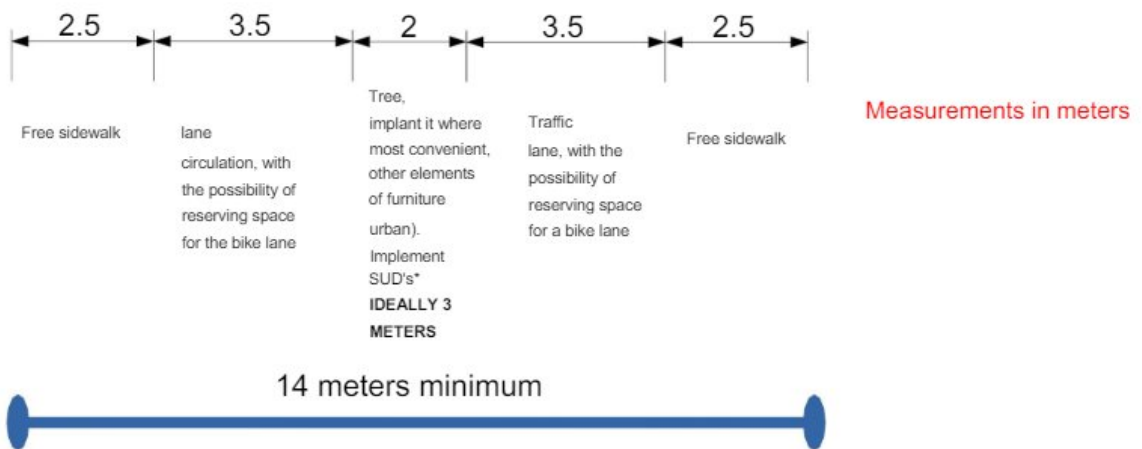 2.5
3.5
2
3.5
2.5
Measurements in meters
Free sidewalk
lane
circulation, with
the possibility of
reserving space
for the bike lane
Tree,
implant it where
most convenient,
other elements
of furniture
urban).
Implement
SUD's*
IDEALLY 3
METERS
Traffic
lane, with the
possibility of
reserving space
for a bike lane
Free sidewalk
14 meters minimum